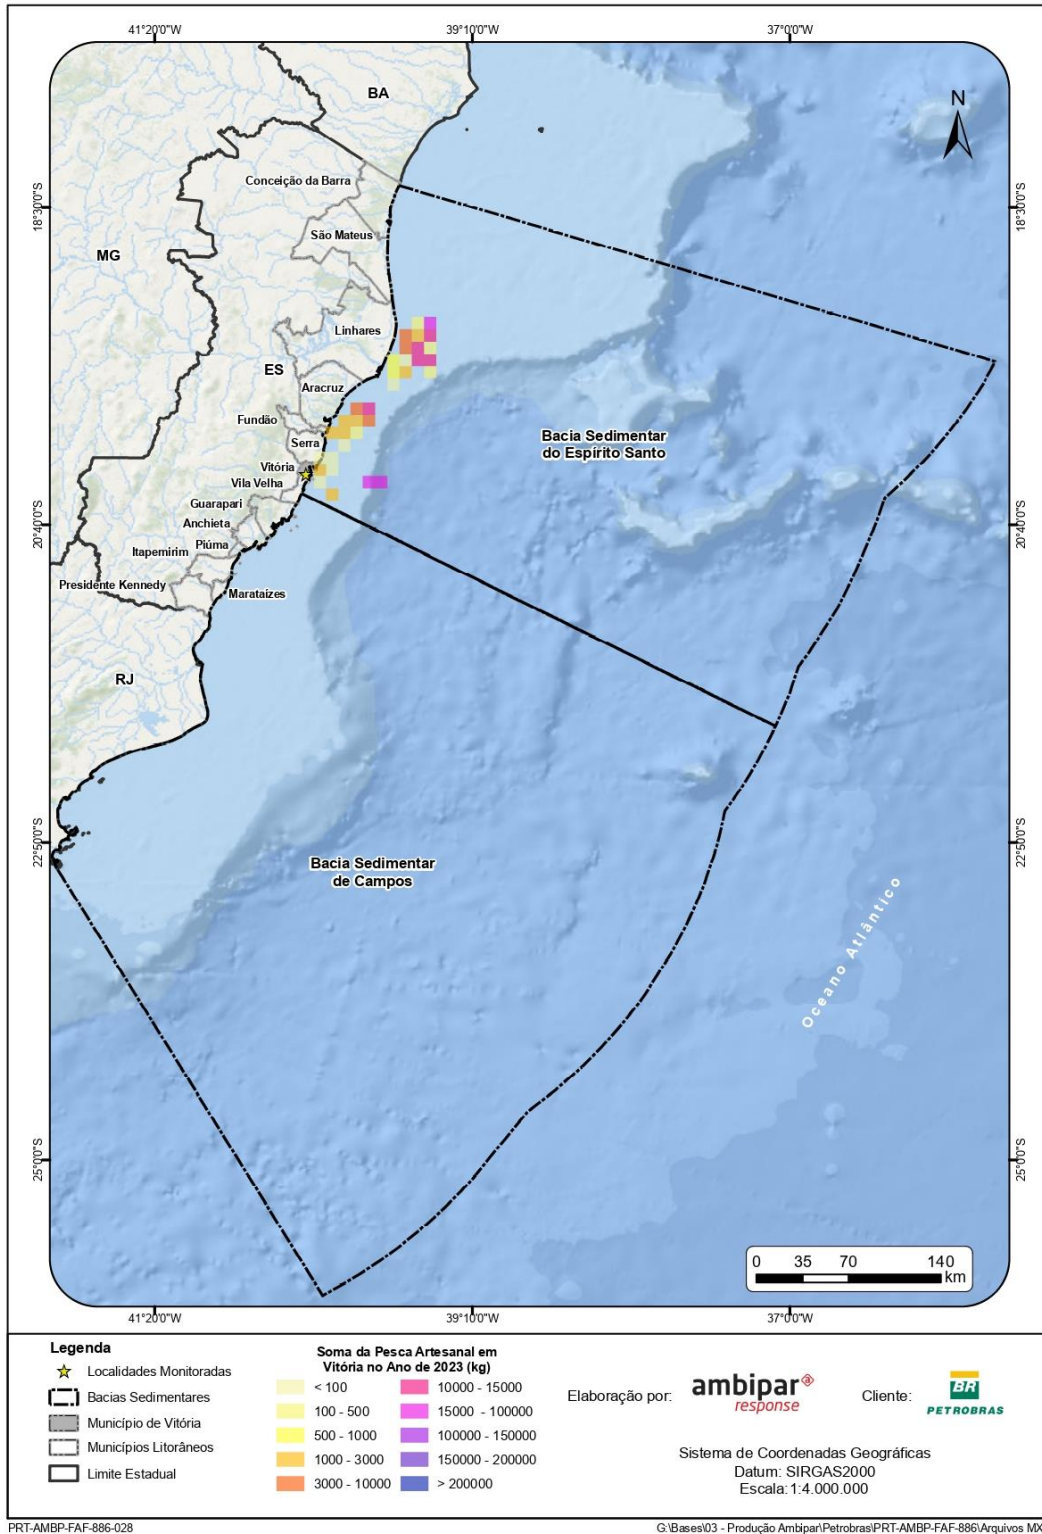 41°20'0"W 39°10'0"W 37°0'0"W
N
BA
Conceição da Barra
18°30'0"S 18°30'0"S
São Mateus
MG
Linhares
ES
Aracruz
Fundão
Serra
Bacia Sedimentar
do Espírito Santo
Vitória
Vila Velha
Guarapari
Anchieta
20°40'0"S 20°40'0"S
Piúma
Itapemirim
Presidente Kennedy
Marataízes
RJ
22°50'0"S 22°50'0"S
Bacia Sedimentar
de Campos
Oceano Atlântico
25°0'0"S 25°0'0"S
0 35 70 140
km
41°20'0"W 39°10'0"W 37°0'0"W
Legenda
Localidades Monitoradas
Bacias Sedimentares
Município de Vitória
Municípios Litorâneos
Limite Estadual
Soma da Pesca Artesanal em
Vitória no Ano de 2023 (kg)
< 100
100 - 500
500 - 1000
1000 - 3000
3000 - 10000
10000 - 15000
15000 - 100000
100000 - 150000
150000 - 200000
> 200000
Elaboração por:
ambipar
response
Cliente:
BR
PETROBRAS
Sistema de Coordenadas Geográficas
Datum: SIRGAS2000
Escala:1:4.000.000
PRT-AMBP-FAF-886-028
G:\Bases\03 - Produção Ambipar\Petrobras\PRT-AMBP-FAF-886\Arquivos MX